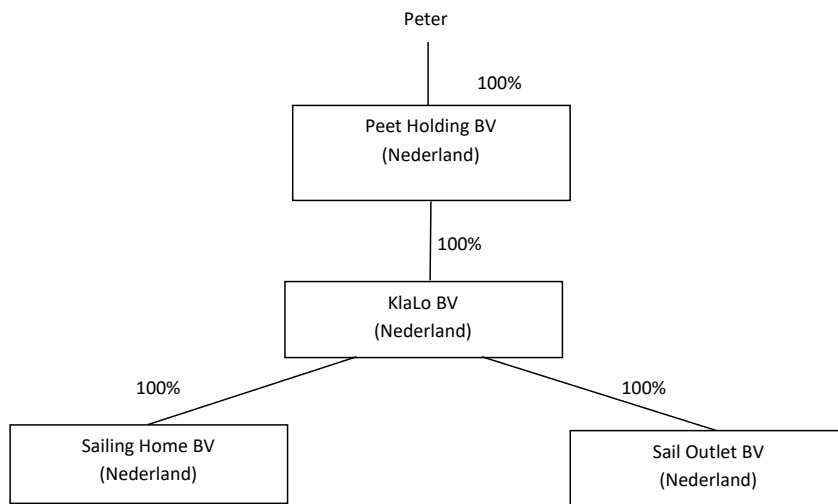 Peter
100%
Peet Holding BV
(Nederland)
100%
KlaLo BV
(Nederland)
100%
100%
Sailing Home BV
(Nederland)
Sail Outlet BV
(Nederland)